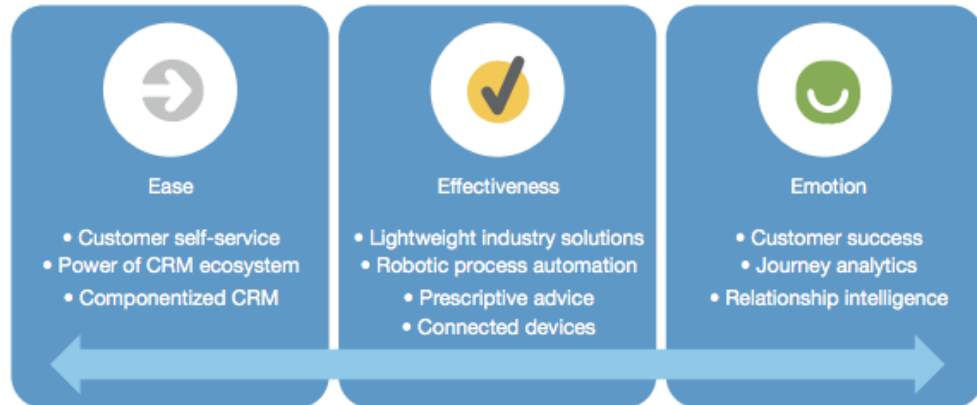 Ease
• Customer self-service
• Power of CRM ecosystem
• Componentized CRM
Effectiveness
• Lightweight industry solutions
• Robotic process automation
• Prescriptive advice
• Connected devices
Emotion
• Customer success
• Journey analytics
• Relationship intelligence